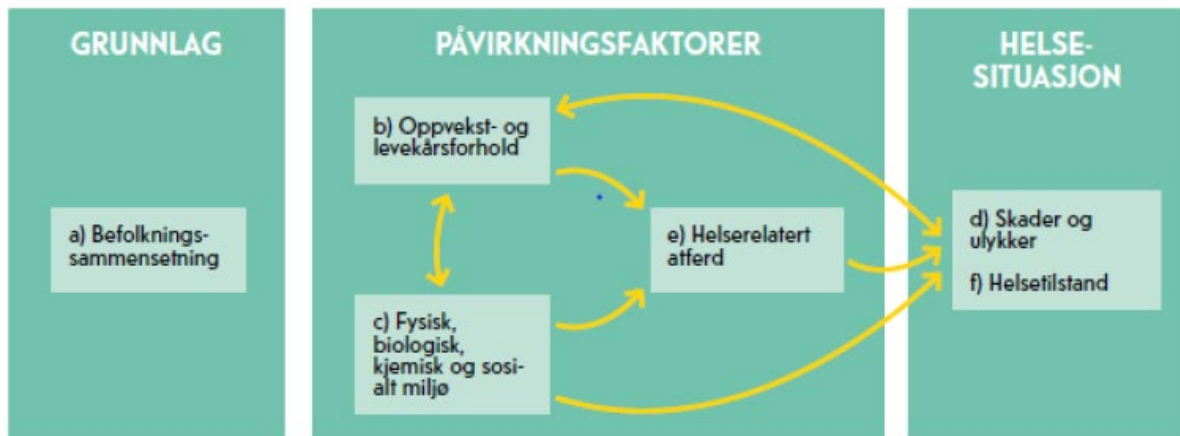 GRUNNLAG
a) Befolknings-
sammensetning
PÅVIRKNINGSFAKTORER
b) Oppvekst- og
levekårsforhold
e) Helserelatert
atferd
c) Fysisk,
biologisk,
kjemisk og sosi-
alt miljø
HELSE-
SITUASJON
d) Skader og
ulykker
f) Helsetilstand